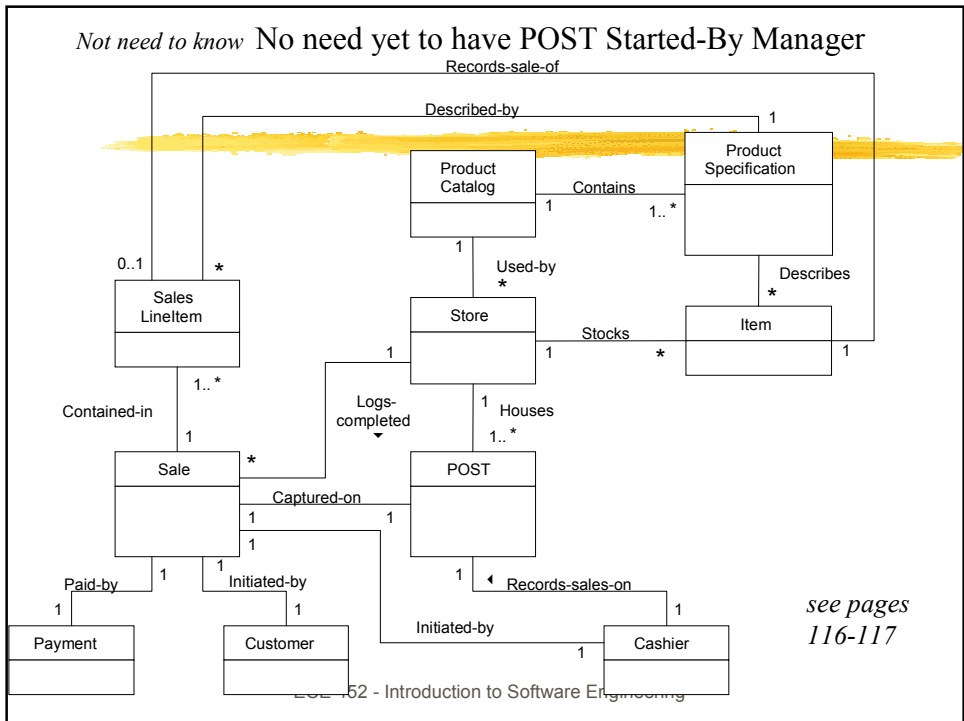 Not need to know No need yet to have POST Started-By Manager
Records-sale-of
Described-by
1
Product
Specification
Product
Catalog
Contains
1
1.. *
1
0..1
*
Used-by
*
Describes
*
Sales
LineItem
Store
Item
Stocks
1
1
*
1
1.. *
Logs-
completed
1
Houses
Contained-in
1
1.. *
*
Sale
POST
Captured-on
1
1
1
Paid-by
1
Initiated-by
1
1
Records-sales-on
1
1
1
Initiated-by
1
see pages
116-117
Payment
Customer
Cashier
152 - Introduction to Software Engineering